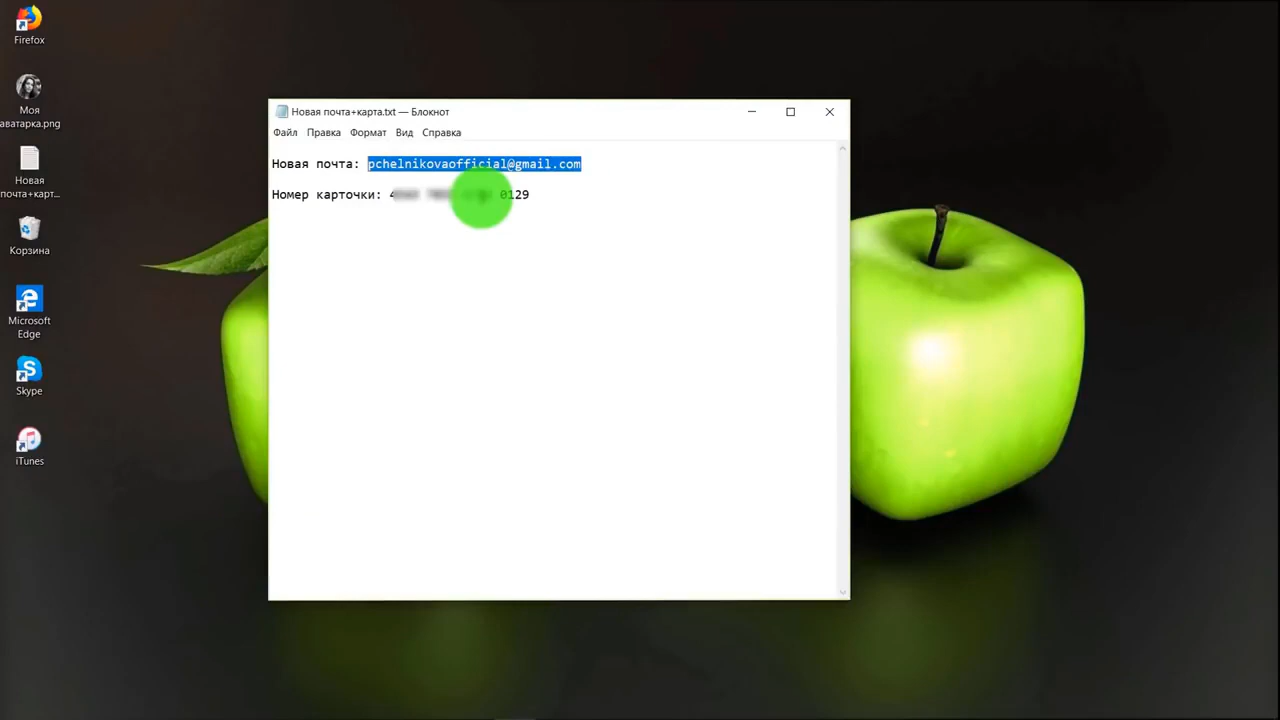 Firefox
Моя
аватарка.png
Новая
почта+карт...
Корзина
Microsoft
Edge
Skype
iTunes
Новая почта+карта.txt — Блокнот
Файл Правка Формат Вид Справка
Новая почта: pchelnikovaofficial@gmail.com
Номер карточки: 0129